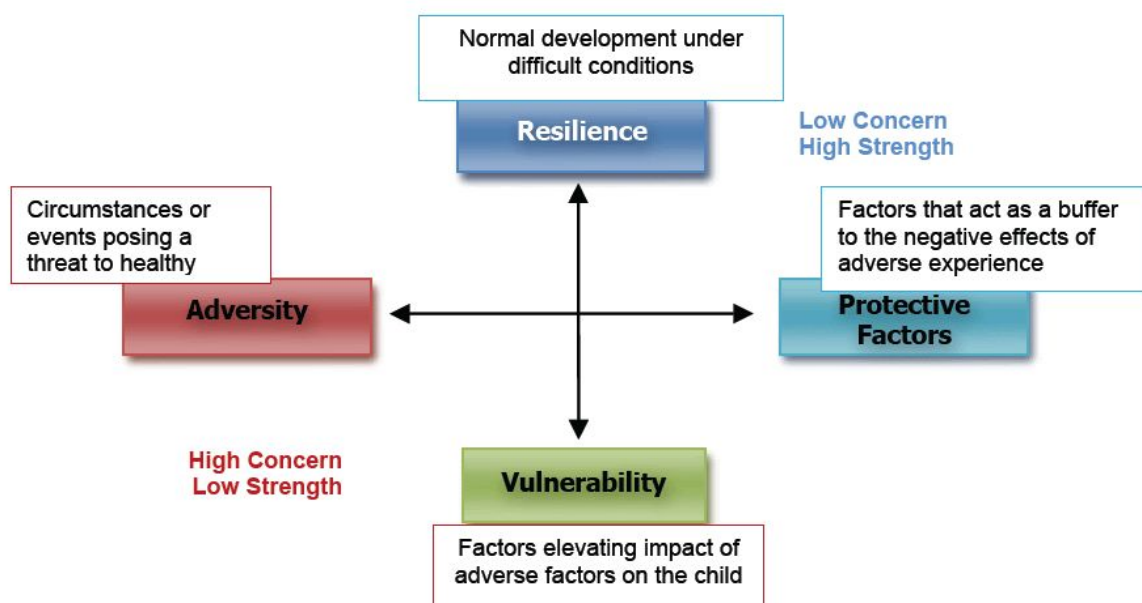 Normal development under
difficult conditions
Resilience
Low Concern
High Strength
Circumstances or
events posing a
threat to healthy
Adversity
Factors that act as a buffer
to the negative effects of
adverse experience
Protective
Factors
High Concern
Low Strength
Vulnerability
Factors elevating impact of
adverse factors on the child